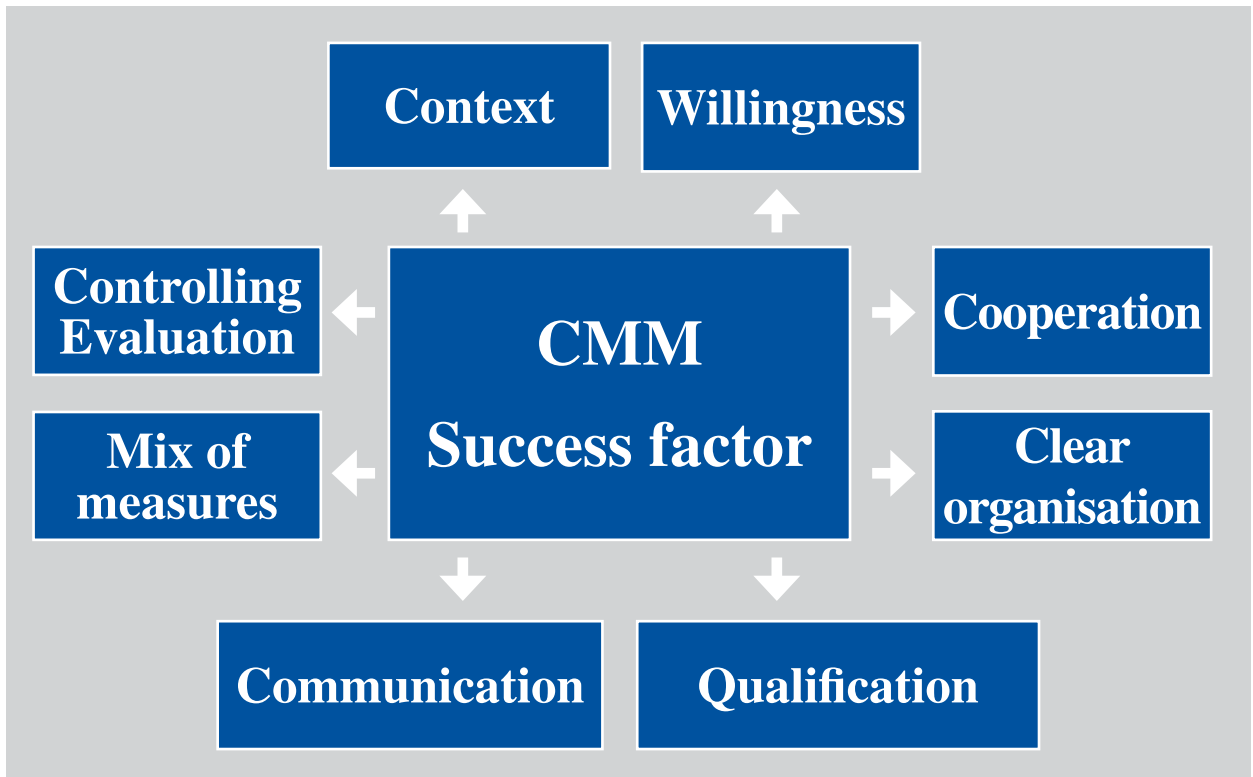 Context
Willingness
Controlling
Evaluation
CMM
Success factor
Cooperation
Mix of
measures
Clear
organisation
Communication
Qualification